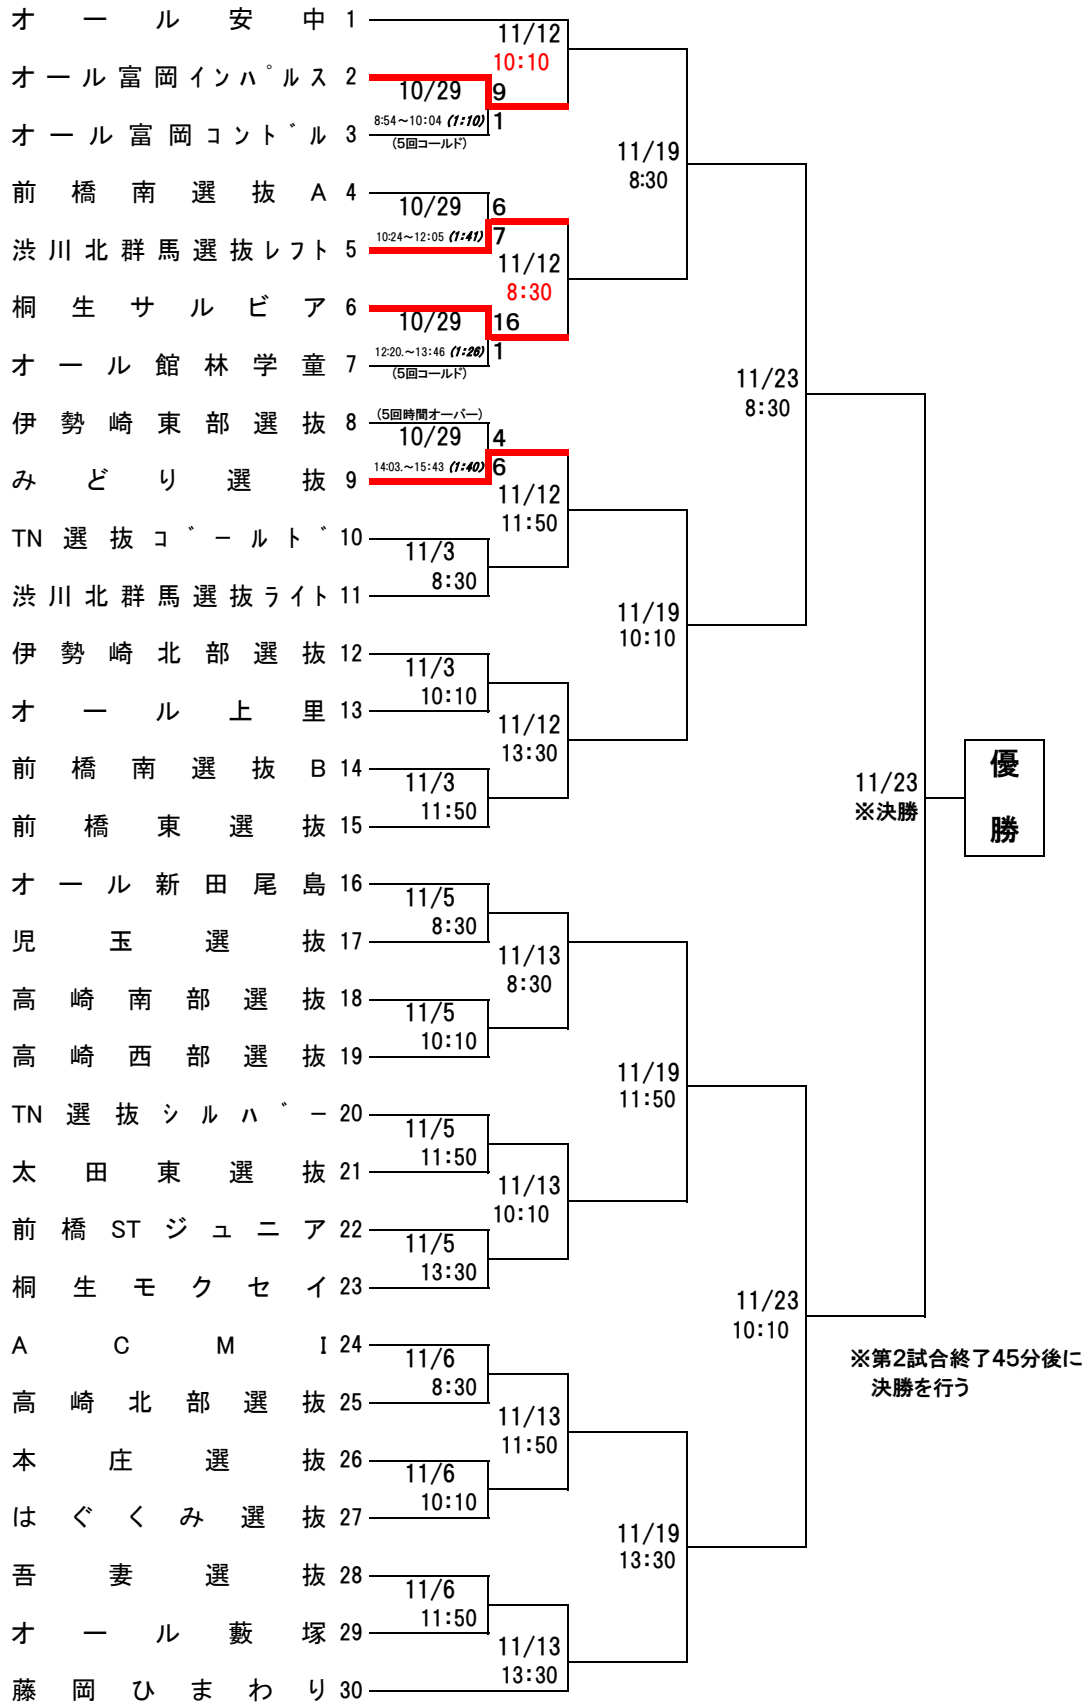 オール安中 1
11/12
10:10
オール富岡インパルス 2
10/29 9
8:54～10:04 (1:10) 1
オール富岡コンドル 3
(5回コールド)
11/19
8:30
前橋南選抜A 4
10/29 6
10:24～12:05 (1:41) 7
渋川北群馬選抜レフト 5
11/12
8:30
桐生サルビア 6
10/29 16
12:20.～13:46 (1:26) 1
オール館林学童 7
(5回コールド)
11/23
8:30
伊勢崎東部選抜 8
(5回時間オーバー)
10/29 4
14:03.～15:43 (1:40) 6
みどり選抜 9
11/12
11:50
TN選抜ゴールド 10
11/3
8:30
渋川北群馬選抜ライト 11
11/19
10:10
伊勢崎北部選抜 12
11/3
10:10
オール上里 13
11/12
13:30
前橋南選抜B 14
11/3
11:50
前橋東選抜 15
優勝
11/23
※決勝
オール新田尾島 16
11/5
8:30
児玉選抜 17
11/13
8:30
高崎南部選抜 18
11/5
10:10
高崎西部選抜 19
11/19
11:50
TN選抜シルバー 20
11/5
11:50
太田東選抜 21
11/13
10:10
前橋STジュニア 22
11/5
13:30
桐生モクセイ 23
11/23
10:10
ACMI 24
11/6
8:30
※第2試合終了45分後に
決勝を行う
高崎北部選抜 25
11/13
11:50
本庄選抜 26
11/6
10:10
はぐくみ選抜 27
11/19
13:30
吾妻選抜 28
11/6
11:50
オール藪塚 29
11/13
13:30
藤岡ひまわり 30